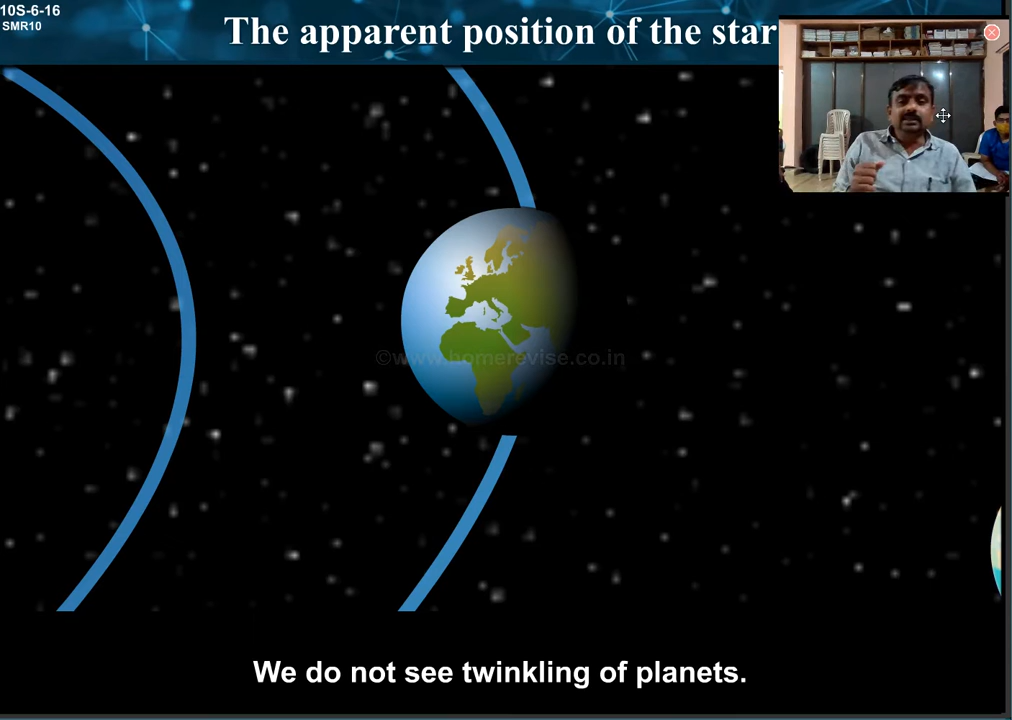 10S-6-16
SMR10
The apparent position of the star
©www.homerevise.co.in
We do not see twinkling of planets.